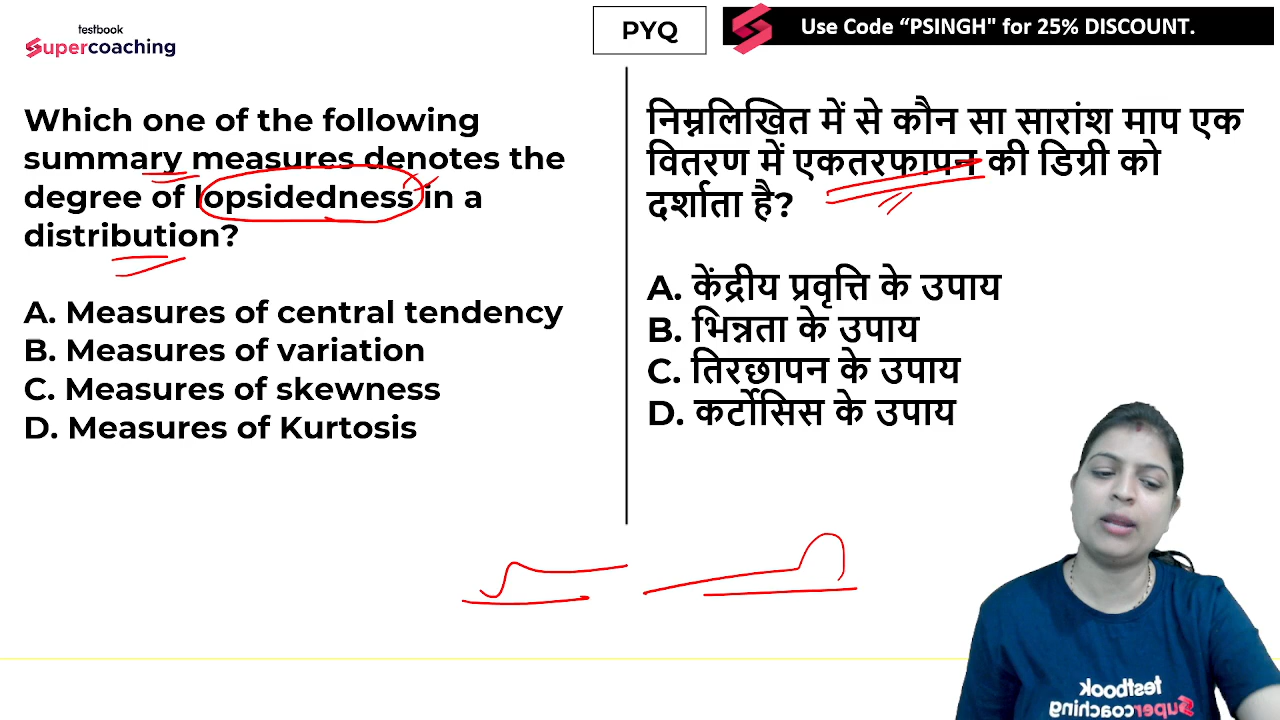 testbook
Supercoaching
PYQ
Use Code “PSINGH" for 25% DISCOUNT.
Which one of the following
summary measures denotes the
degree of lopsidedness in a
distribution?
A. Measures of central tendency
B. Measures of variation
C. Measures of skewness
D. Measures of Kurtosis
निम्नलिखित में से कौन सा सारांश माप एक
वितरण में एकतरफापन की डिग्री को
दर्शाता है?
A. केंद्रीय प्रवृत्ति के उपाय
B. भिन्नता के उपाय
C. तिरछापन के उपाय
D. कर्टोसिस के उपाय
testbook
Supercoaching